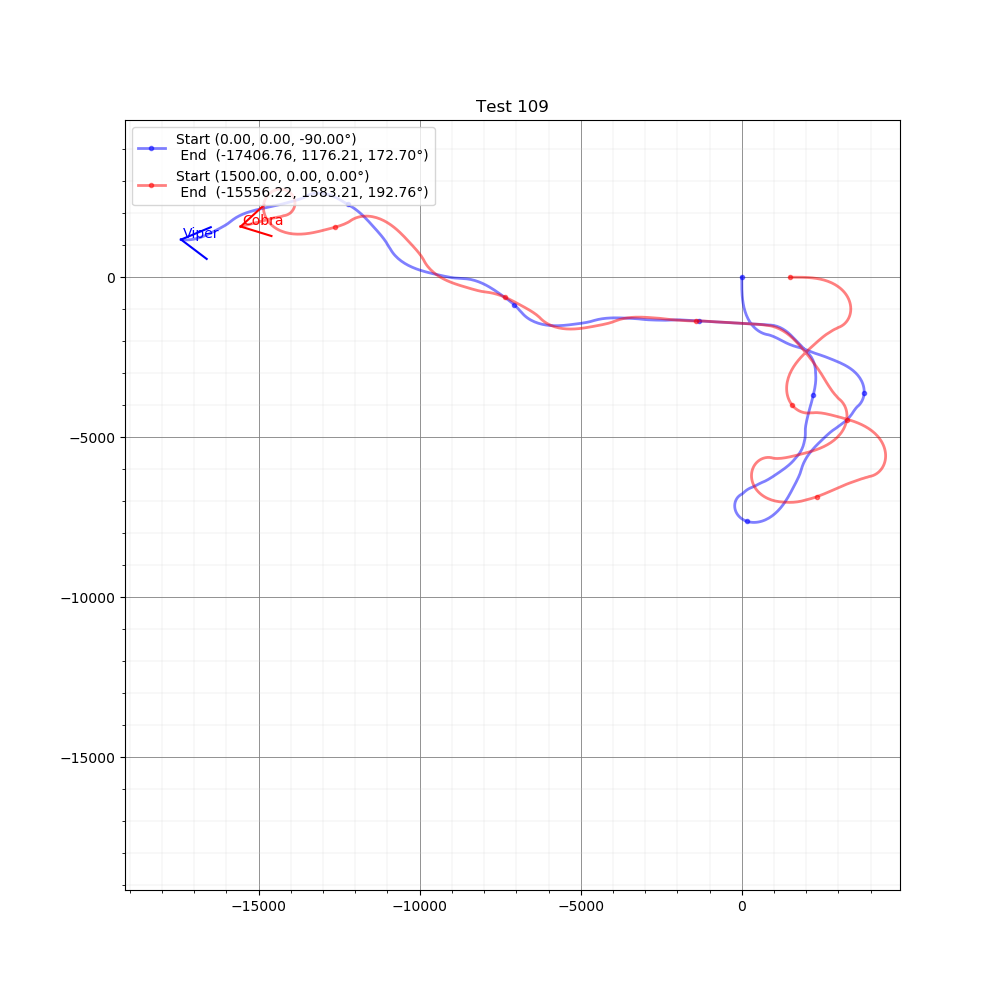 Test 109
Start (0.00, 0.00, -90.00°)
End  (-17406.76, 1176.21, 172.70°)
Start (1500.00, 0.00, 0.00°)
End  (-15556.22, 1583.21, 192.76°)
Cobra
Viper
0
−5000
−10000
−15000
−15000
−10000
−5000
0